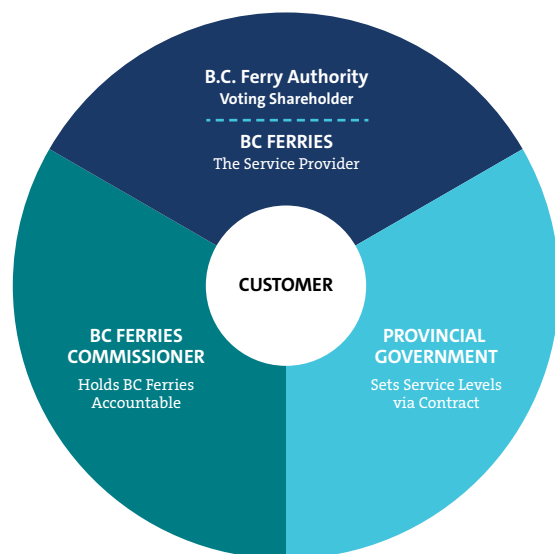 B.C. Ferry Authority
Voting Shareholder
BC FERRIES
The Service Provider
CUSTOMER
BC FERRIES
COMMISSIONER
Holds BC Ferries
Accountable
PROVINCIAL
GOVERNMENT
Sets Service Levels
via Contract